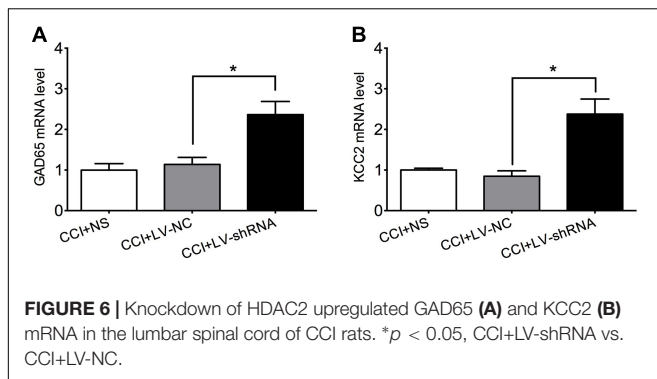 A
B
GAD65 mRNA level
4
3
2
1
0
*
CCI+NS
CCI+LV-NC
CCI+LV-shRNA
KCC2 mRNA level
4
3
2
1
0
*
CCI+NS
CCI+LV-NC
CCI+LV-shRNA
FIGURE 6 | Knockdown of HDAC2 upregulated GAD65 (A) and KCC2 (B)
mRNA in the lumbar spinal cord of CCI rats. *p < 0.05, CCI+LV-shRNA vs.
CCI+LV-NC.